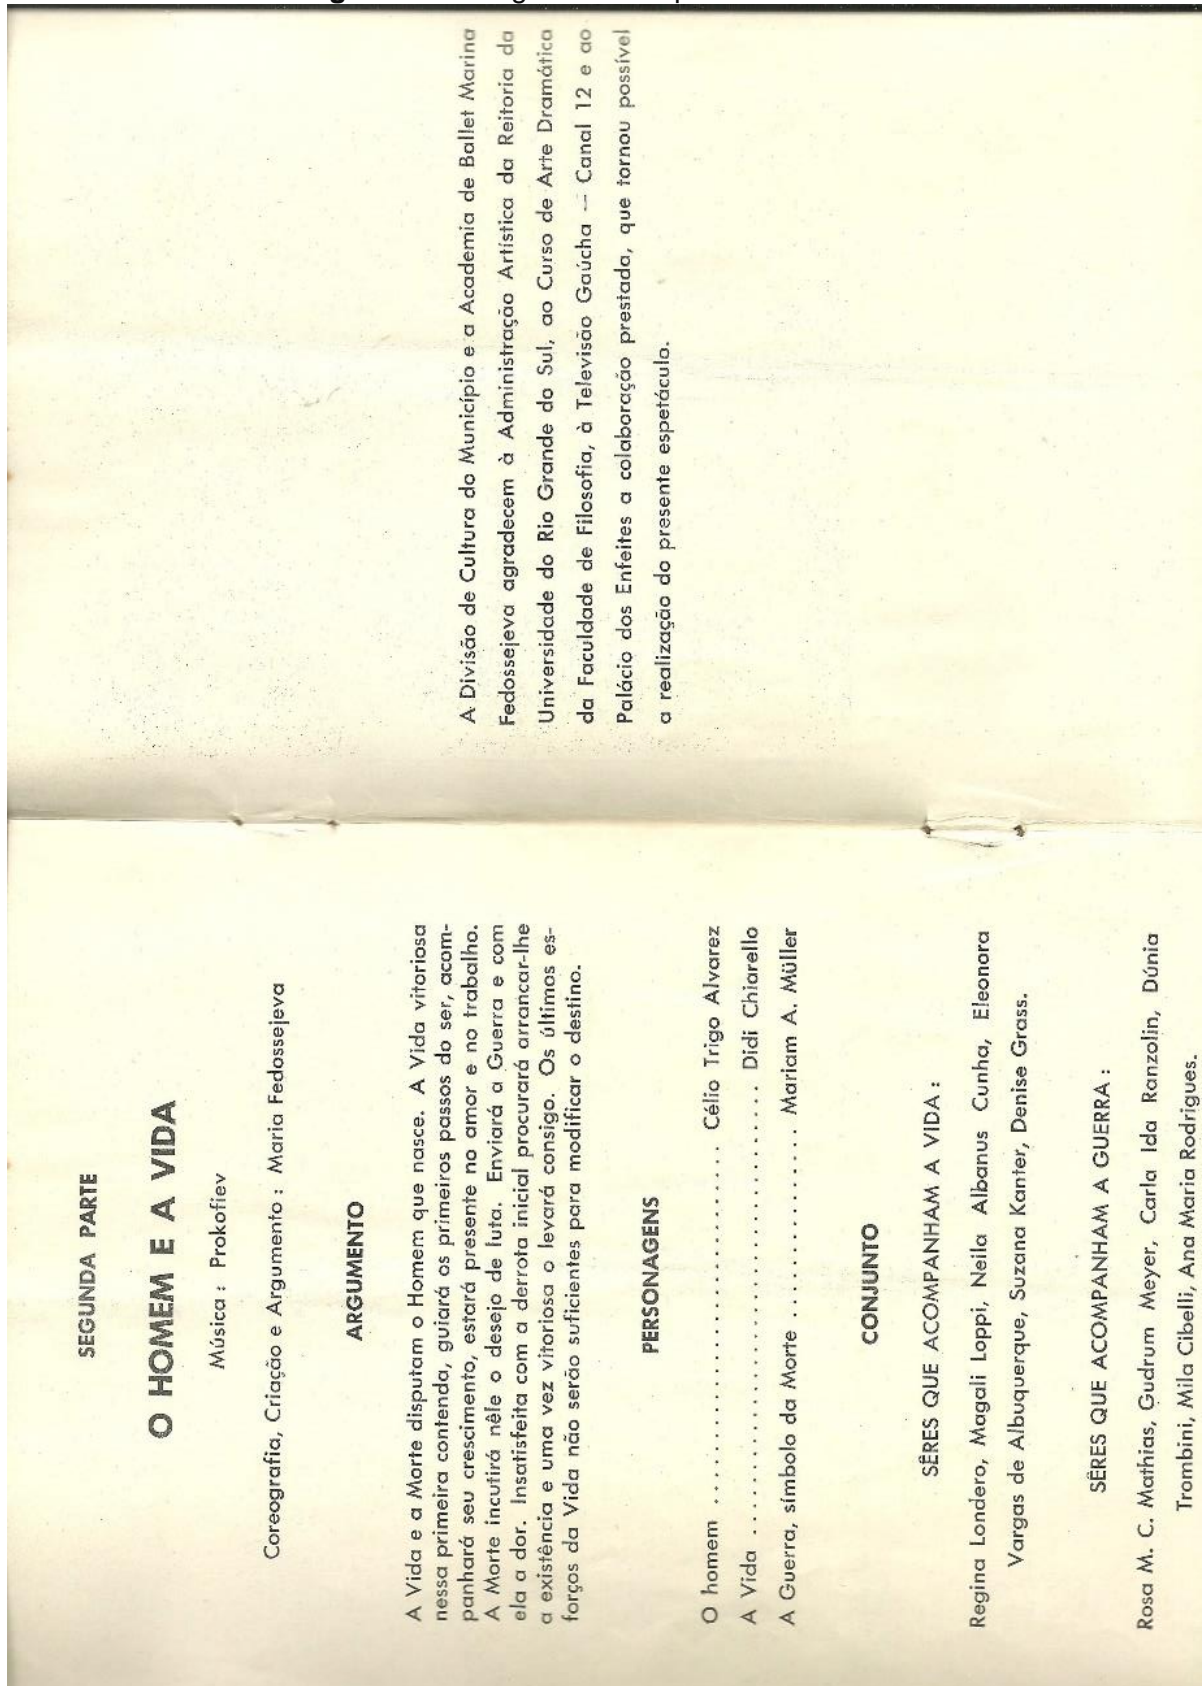 SEGUNDA PARTE
O HOMEM E A VIDA
Música : Prokofiev
Coreografia, Criação e Argumento : Maria Fedossejeva
ARGUMENTO
A Vida e a Morte disputam o Homem que nasce. A Vida vitoriosa
nessa primeira contenda, guiará os primeiros passos do ser, acom-
panhará seu crescimento, estará presente no amor e no trabalho.
A Morte incutirá nêle o desejo de luta. Enviará a Guerra e com
ela a dor. Insatisfeita com a derrota inicial procurará arrancar-lhe
a existência e uma vez vitoriosa o levará consigo. Os últimos es-
forços da Vida não serão suficientes para modificar o destino.
PERSONAGENS
O homem .................................. Célio Trigo Alvarez
A Vida .................................. Didi Chiarello
A Guerra, símbolo da Morte ............ Mariam A. Müller
CONJUNTO
SÊRES QUE ACOMPANHAM A VIDA :
Regina Londero, Magali Loppi, Neila Albanus Cunha, Eleonora
Vargas de Albuquerque, Suzana Kanter, Denise Grass.
SÊRES QUE ACOMPANHAM A GUERRA :
Rosa M. C. Mathias, Gudrum Meyer, Carla Ida Ranzolin, Dúnia
Trombini, Mila Cibelli, Ana Maria Rodrigues.
A Divisão de Cultura do Município e a Academia de Ballet Marina
Fedossejeva agradecem à Administração Artística da Reitoria da
Universidade do Rio Grande do Sul, ao Curso de Arte Dramática
da Faculdade de Filosofia, à Televisão Gaúcha — Canal 12 e ao
Palácio dos Enfeites a colaboração prestada, que tornou possível
a realização do presente espetáculo.